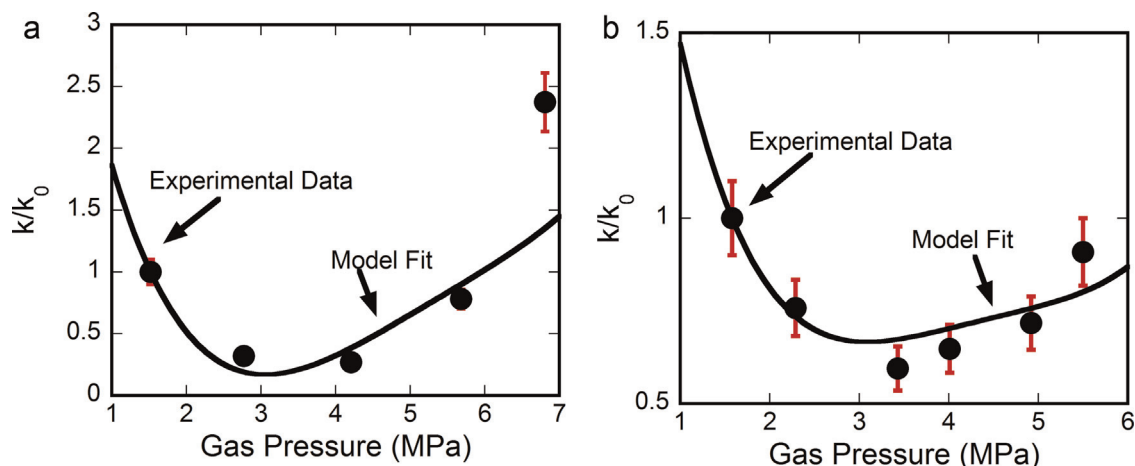 a
3
2.5
2
1.5
1
0.5
0
k/k0
Experimental Data
Model Fit
1 2 3 4 5 6 7
Gas Pressure (MPa)
b
1.5
1
0.5
k/k0
Experimental Data
Model Fit
1 2 3 4 5 6
Gas Pressure (MPa)